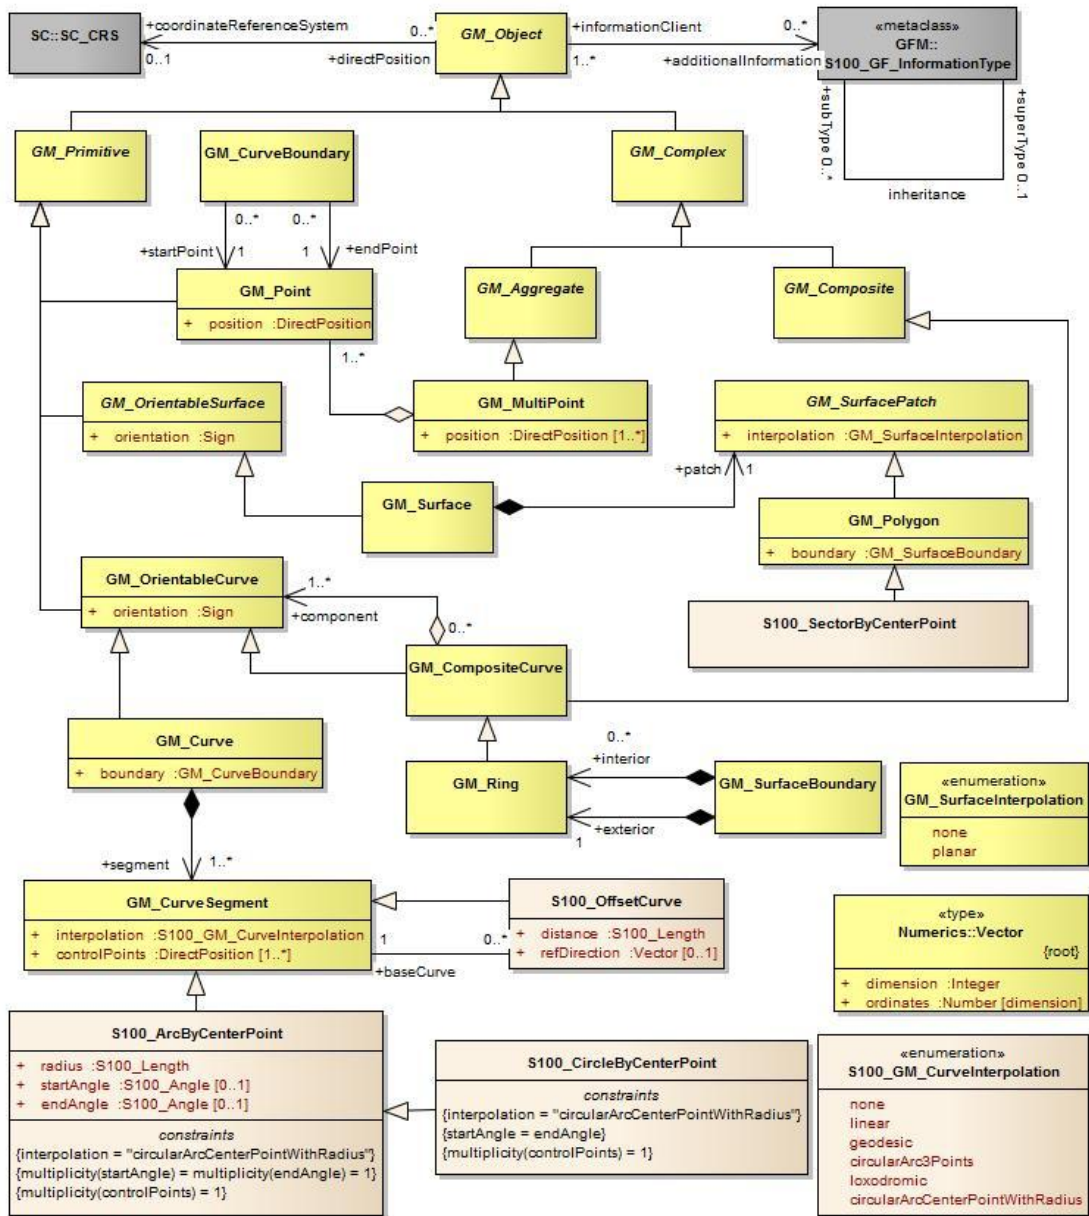 SC::SC_CRS
+coordinateReferenceSystem
0..1
0..*
+directPosition
GM_Object
+informationClient
1..*
0..*
+additionalInformation
«metaclass»
GFM::
S100_GF_InformationType
+subType 0..*
+superType 0..1
inheritance
GM_Primitive
GM_CurveBoundary
GM_Complex
0..*
0..*
+startPoint
1
1
+endPoint
GM_Point
+ position :DirectPosition
GM_Aggregate
GM_Composite
1..*
GM_OrientableSurface
+ orientation :Sign
GM_MultiPoint
+ position :DirectPosition [1..*]
GM_SurfacePatch
+ interpolation :GM_SurfaceInterpolation
+patch
1
GM_Surface
GM_Polygon
+ boundary :GM_SurfaceBoundary
GM_OrientableCurve
+ orientation :Sign
1..*
+component
0..*
S100_SectorByCenterPoint
GM_CompositeCurve
GM_Curve
+ boundary :GM_CurveBoundary
0..*
+interior
GM_Ring
GM_SurfaceBoundary
+exterior
1
«enumeration»
GM_SurfaceInterpolation
none
planar
+segment
1..*
GM_CurveSegment
+ interpolation :S100_GM_CurveInterpolation
+ controlPoints :DirectPosition [1..*]
1
0..*
+baseCurve
S100_OffsetCurve
+ distance :S100_Length
+ refDirection :Vector [0..1]
«type»
Numerics::Vector
{root}
+ dimension :Integer
+ ordinates :Number [dimension]
S100_ArcByCenterPoint
+ radius :S100_Length
+ startAngle :S100_Angle [0..1]
+ endAngle :S100_Angle [0..1]
constraints
{interpolation = "circularArcCenterPointWithRadius"}
{multiplicity(startAngle) = multiplicity(endAngle) = 1}
{multiplicity(controlPoints) = 1}
S100_CircleByCenterPoint
constraints
{interpolation = "circularArcCenterPointWithRadius"}
{startAngle = endAngle}
{multiplicity(controlPoints) = 1}
«enumeration»
S100_GM_CurveInterpolation
none
linear
geodesic
circularArc3Points
loxodromic
circularArcCenterPointWithRadius